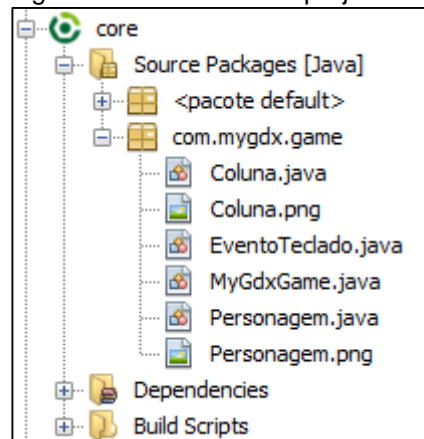 core
Source Packages [Java]
<pacote default>
com.mygdx.game
Coluna.java
Coluna.png
EventoTeclado.java
MyGdxGame.java
Personagem.java
Personagem.png
Dependencies
Build Scripts